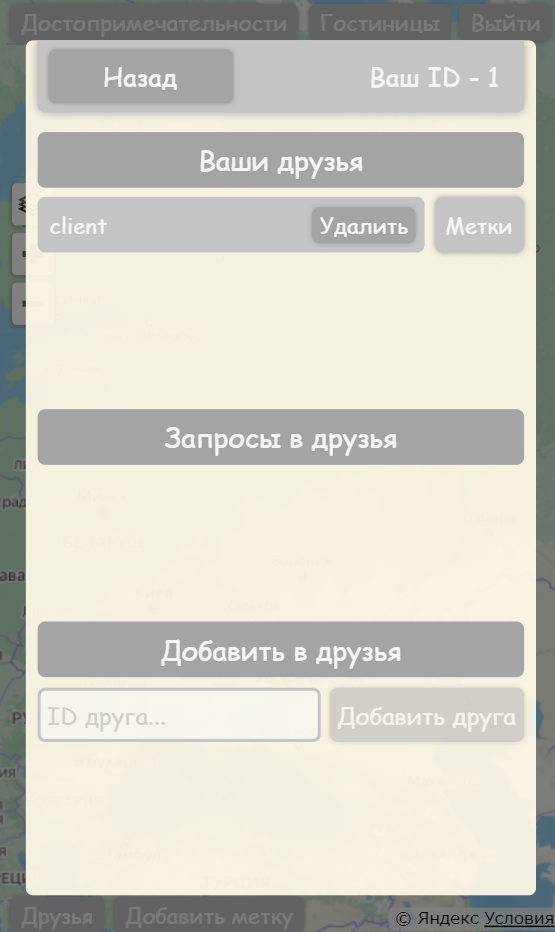 Достопримечательности Гостиницы Выйти
Назад Ваш ID - 1
Ваши друзья
client Удалить Метки
Запросы в друзья
Добавить в друзья
ID друга... Добавить друга
Друзья Добавить метку © Яндекс Условия